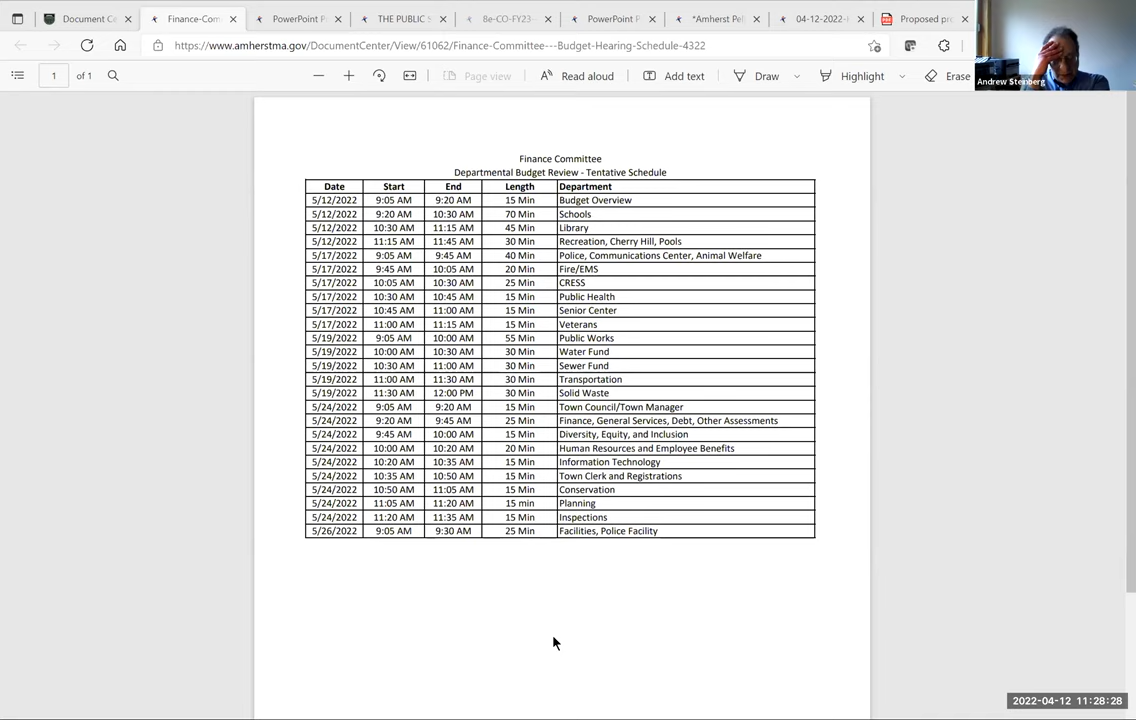 Document C
Finance-Com
PowerPoint P
THE PUBLIC S
8e-CO-FY23-
PowerPoint P
*Amherst Pel
04-12-2022-
Proposed pr
https://www.amherstma.gov/DocumentCenter/View/61062/Finance-Committee---Budget-Hearing-Schedule-4322
1 of 1
Page view
Read aloud
Add text
Draw
Highlight
Erase
Andrew Steinberg
Finance Committee
Departmental Budget Review - Tentative Schedule
Date Start End Length Department
5/12/2022 9:05 AM 9:20 AM 15 Min Budget Overview
5/12/2022 9:20 AM 10:30 AM 70 Min Schools
5/12/2022 10:30 AM 11:15 AM 45 Min Library
5/12/2022 11:15 AM 11:45 AM 30 Min Recreation, Cherry Hill, Pools
5/17/2022 9:05 AM 9:45 AM 40 Min Police, Communications Center, Animal Welfare
5/17/2022 9:45 AM 10:05 AM 20 Min Fire/EMS
5/17/2022 10:05 AM 10:30 AM 25 Min CRESS
5/17/2022 10:30 AM 10:45 AM 15 Min Public Health
5/17/2022 10:45 AM 11:00 AM 15 Min Senior Center
5/17/2022 11:00 AM 11:15 AM 15 Min Veterans
5/19/2022 9:05 AM 10:00 AM 55 Min Public Works
5/19/2022 10:00 AM 10:30 AM 30 Min Water Fund
5/19/2022 10:30 AM 11:00 AM 30 Min Sewer Fund
5/19/2022 11:00 AM 11:30 AM 30 Min Transportation
5/19/2022 11:30 AM 12:00 PM 30 Min Solid Waste
5/24/2022 9:05 AM 9:20 AM 15 Min Town Council/Town Manager
5/24/2022 9:20 AM 9:45 AM 25 Min Finance, General Services, Debt, Other Assessments
5/24/2022 9:45 AM 10:00 AM 15 Min Diversity, Equity, and Inclusion
5/24/2022 10:00 AM 10:20 AM 20 Min Human Resources and Employee Benefits
5/24/2022 10:20 AM 10:35 AM 15 Min Information Technology
5/24/2022 10:35 AM 10:50 AM 15 Min Town Clerk and Registrations
5/24/2022 10:50 AM 11:05 AM 15 Min Conservation
5/24/2022 11:05 AM 11:20 AM 15 min Planning
5/24/2022 11:20 AM 11:35 AM 15 Min Inspections
5/26/2022 9:05 AM 9:30 AM 25 Min Facilities, Police Facility
2022-04-12 11:28:28